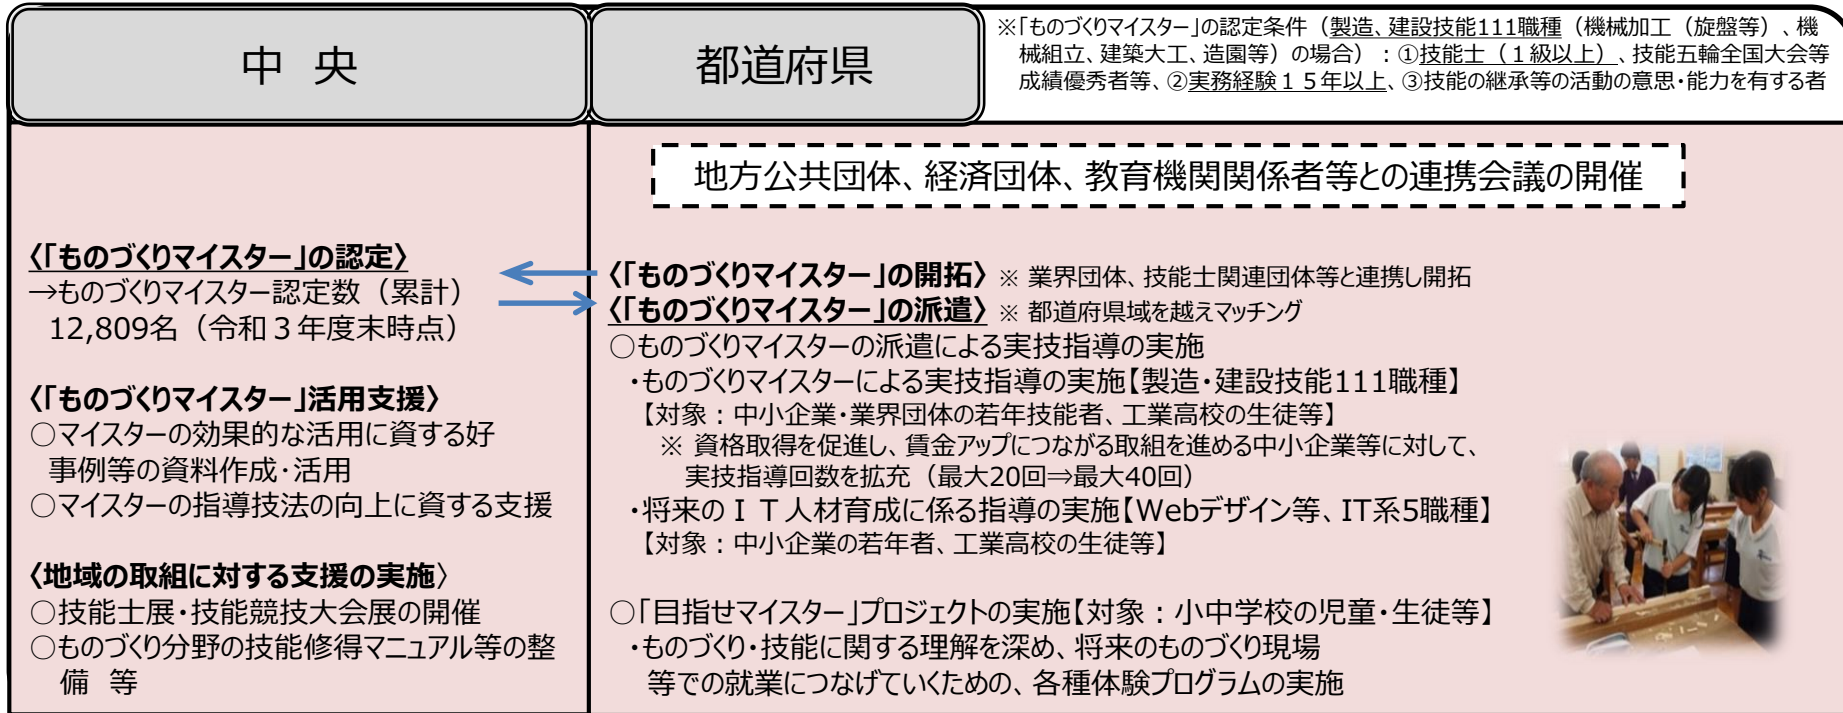 中 央
都道府県
※「ものづくりマイスター」の認定条件（製造、建設技能111職種（機械加工（旋盤等）、機
械組立、建築大工、造園等）の場合）：①技能士（１級以上）、技能五輪全国大会等
成績優秀者等、②実務経験１５年以上、③技能の継承等の活動の意思・能力を有する者
〈「ものづくりマイスター」の認定〉
→ものづくりマイスター認定数（累計）
12,809名（令和３年度末時点）
〈「ものづくりマイスター」活用支援〉
○マイスターの効果的な活用に資する好
事例等の資料作成・活用
○マイスターの指導技法の向上に資する支援
〈地域の取組に対する支援の実施〉
○技能士展・技能競技大会展の開催
○ものづくり分野の技能修得マニュアル等の整
備 等
地方公共団体、経済団体、教育機関関係者等との連携会議の開催
〈「ものづくりマイスター」の開拓〉 ※ 業界団体、技能士関連団体等と連携し開拓
〈「ものづくりマイスター」の派遣〉 ※ 都道府県域を越えマッチング
○ものづくりマイスターの派遣による実技指導の実施
・ものづくりマイスターによる実技指導の実施【製造・建設技能111職種】
【対象：中小企業・業界団体の若年技能者、工業高校の生徒等】
※ 資格取得を促進し、賃金アップにつながる取組を進める中小企業等に対して、
実技指導回数を拡充（最大20回⇒最大40回）
・将来のＩＴ人材育成に係る指導の実施【Webデザイン等、IT系5職種】
【対象：中小企業の若年者、工業高校の生徒等】
○「目指せマイスター」プロジェクトの実施【対象：小中学校の児童・生徒等】
・ものづくり・技能に関する理解を深め、将来のものづくり現場
等での就業につなげていくための、各種体験プログラムの実施